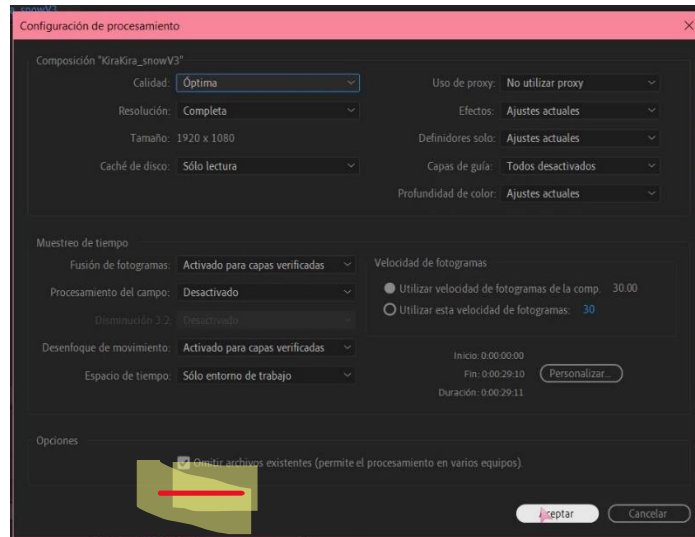 snowV3
Configuración de procesamiento
Composición "KiraKira_snowV3"
Calidad: Óptima
Uso de proxy: No utilizar proxy
Resolución: Completa
Efectos: Ajustes actuales
Tamaño: 1920 x 1080
Definidores solo: Ajustes actuales
Caché de disco: Sólo lectura
Capas de guía: Todos desactivados
Profundidad de color: Ajustes actuales
Muestreo de tiempo
Fusión de fotogramas: Activado para capas verificadas
Velocidad de fotogramas
Procesamiento del campo: Desactivado
Utilizar velocidad de fotogramas de la comp. 30.00
Disminución 3:2: Desactivado
Utilizar esta velocidad de fotogramas: 30
Desenfoque de movimiento: Activado para capas verificadas
Inicio: 0:00:00:00
Espacio de tiempo: Sólo entorno de trabajo
Fin: 0:00:29:10 Personalizar...
Duración: 0:00:29:11
Opciones
Omitir archivos existentes (permite el procesamiento en varios equipos).
Aceptar
Cancelar